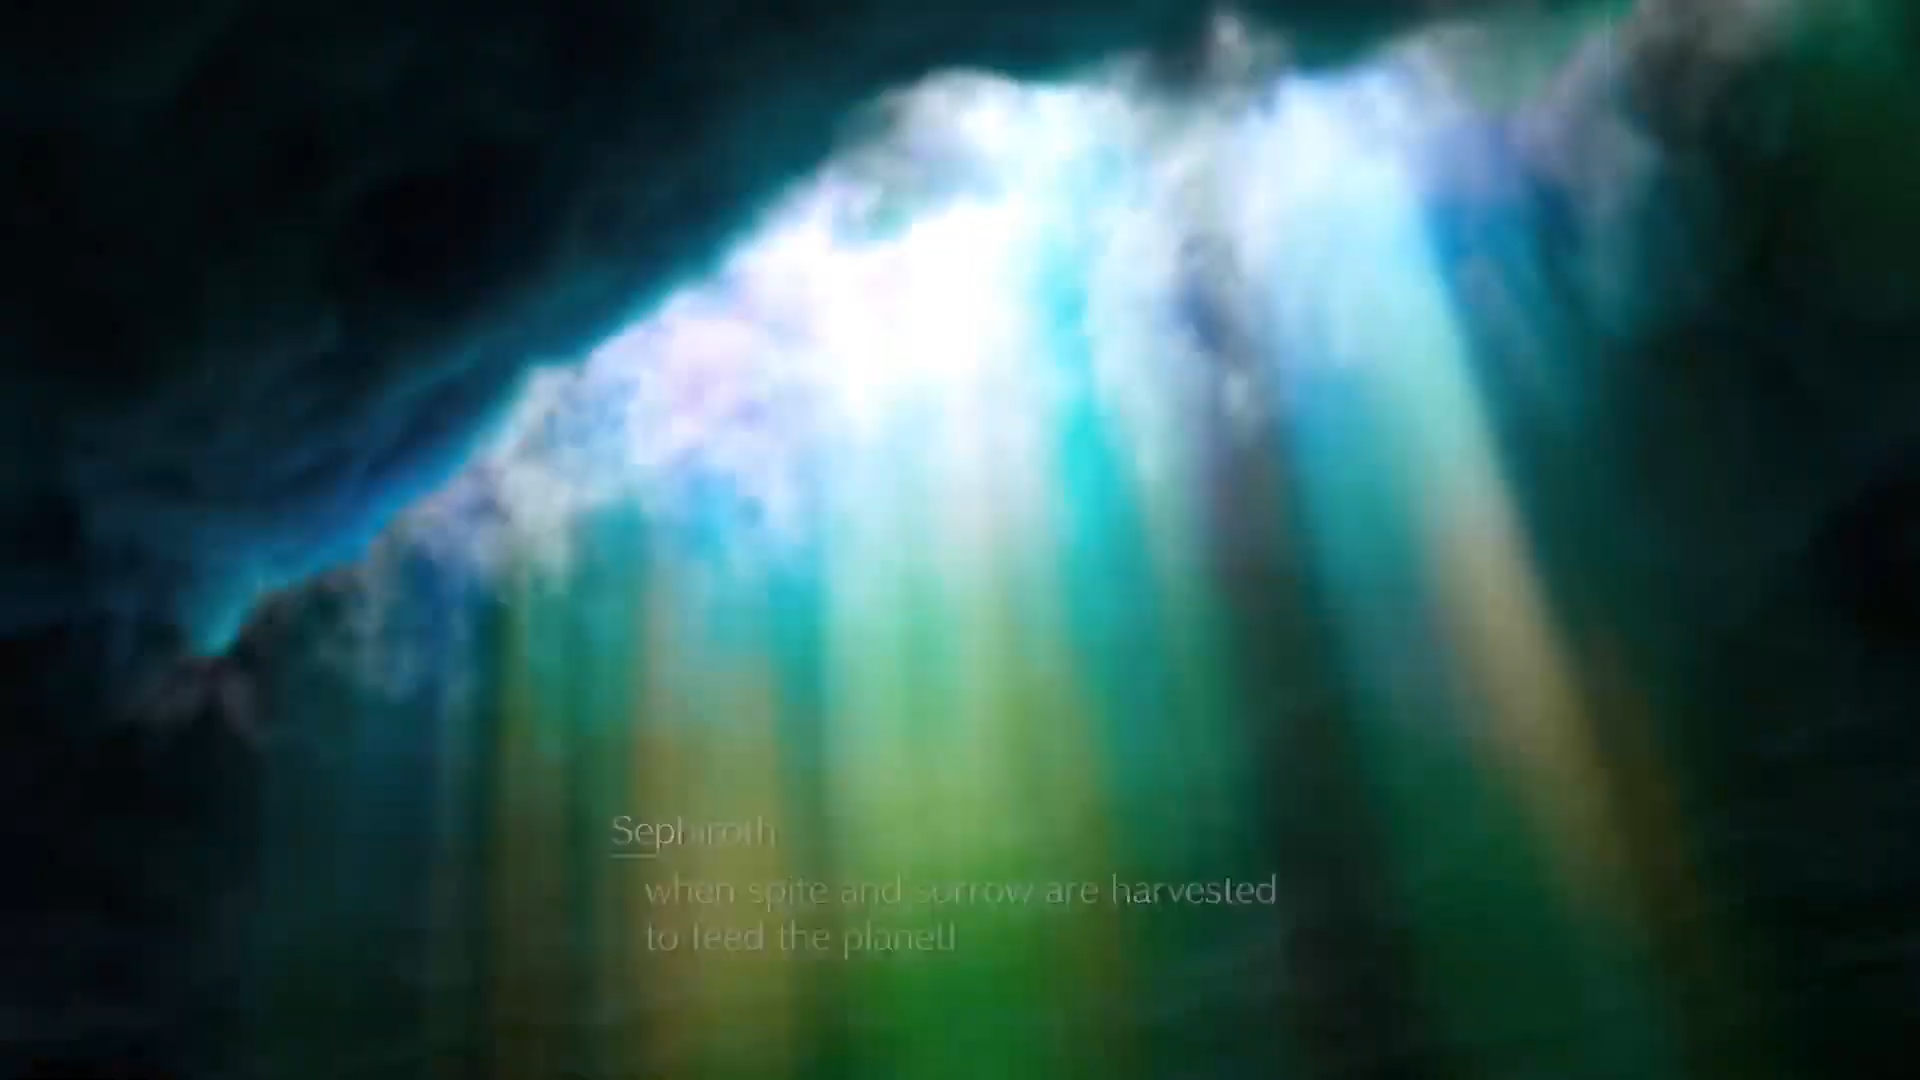 Sephiroth
when spite and sorrow are harvested
to feed the planet!